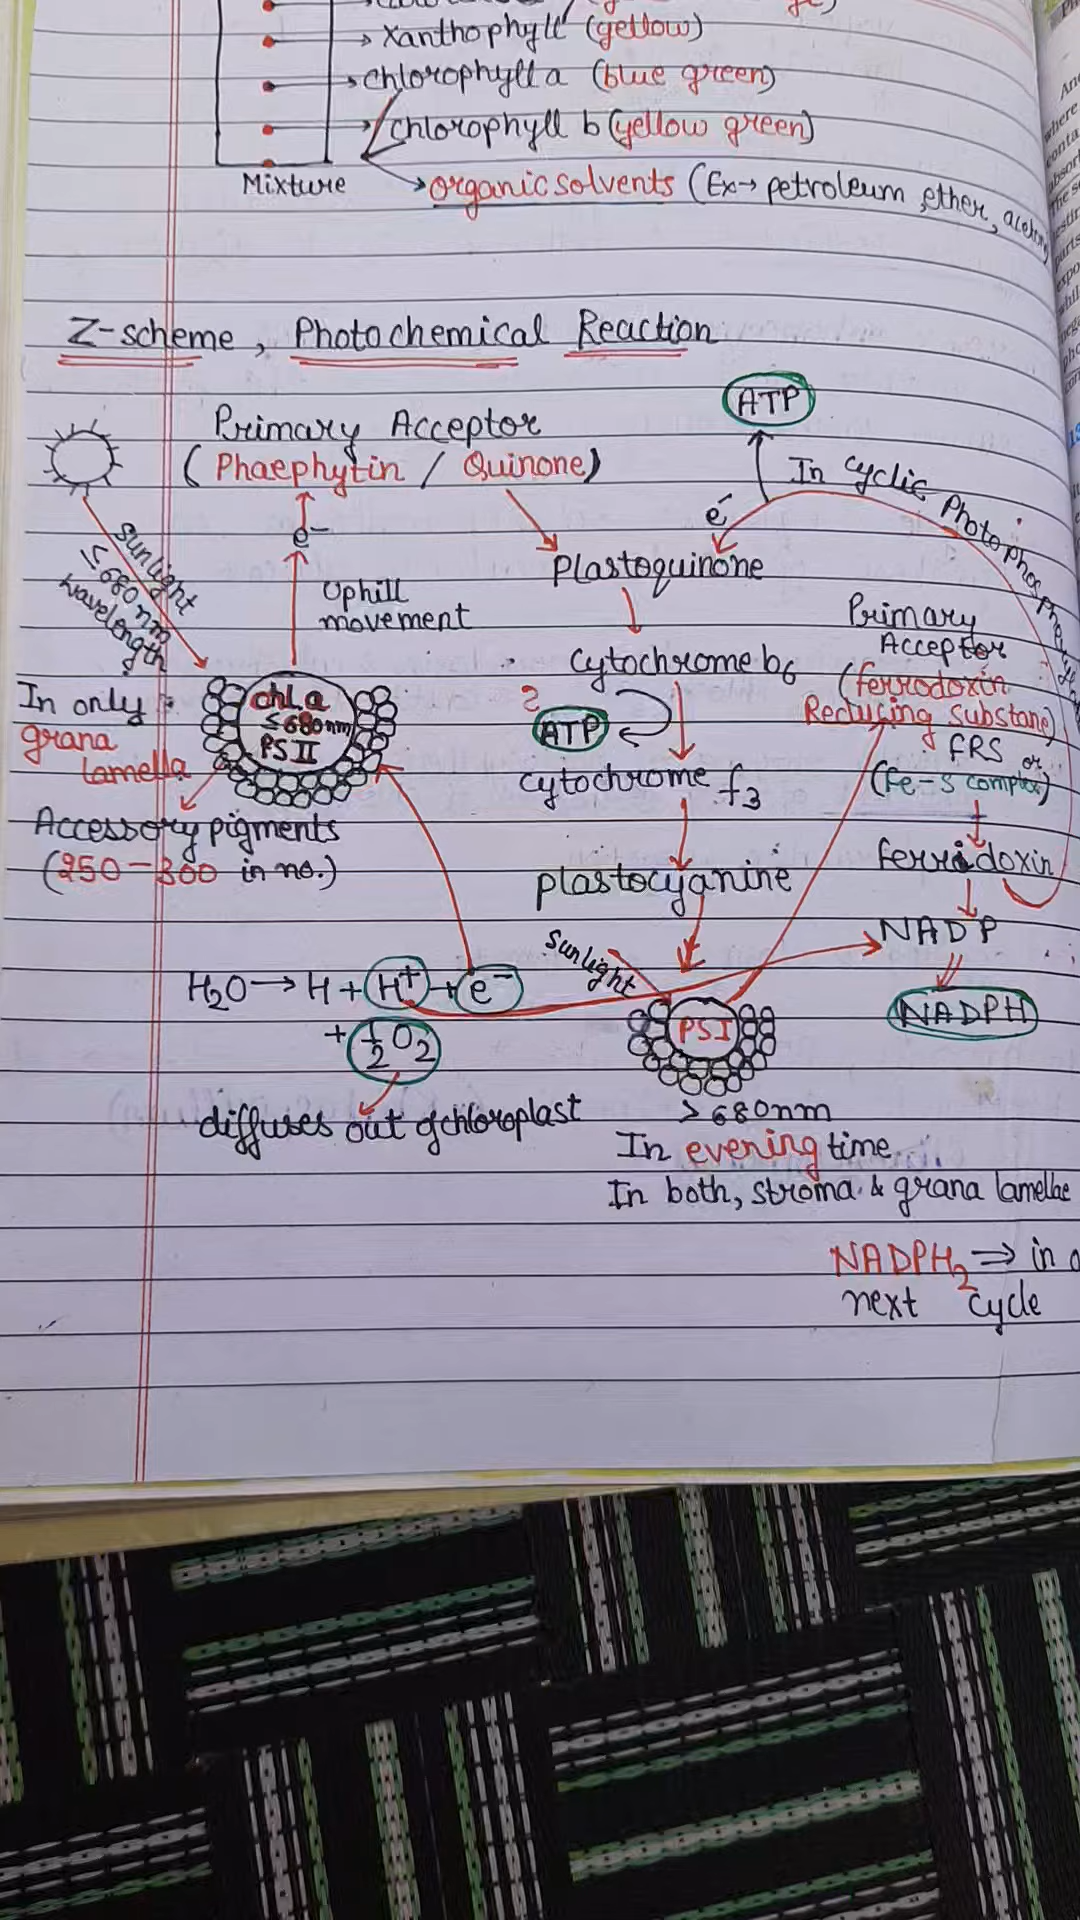 → Xanthophyll (yellow)
→ chlorophyll a (blue green)
→ chlorophyll b (yellow green)
Mixture
→ organic solvents (Ex→ petroleum, ether,
Z-scheme, Photochemical Reaction
ATP
Primary Acceptor
(Phaephytin / Quinone)
In cyclic Photophosphorylation
e⁻
e⁻
sunlight
≤ 680 nm
wavelength
Plastoquinone
Uphill
movement
Primary
Acceptor
(ferrodoxin
Reducing substane)
FRS or
(Fe-S complex)
cytochrome b6
ATP
cytochrome f3
In only
grana
lamella
chl.a
≤ 680nm
PS II
Accessory pigments
(250 - 300 in no.)
plastocyanine
ferridoxin
NADP
NADPH
sunlight
H₂O → H + H⁺ + e⁻
+ ½ O₂
PS I
diffuses out of chloroplast
> 680nm
In evening time
In both, stroma & grana lamellae
NADPH₂ ⇒ in
next cycle
where